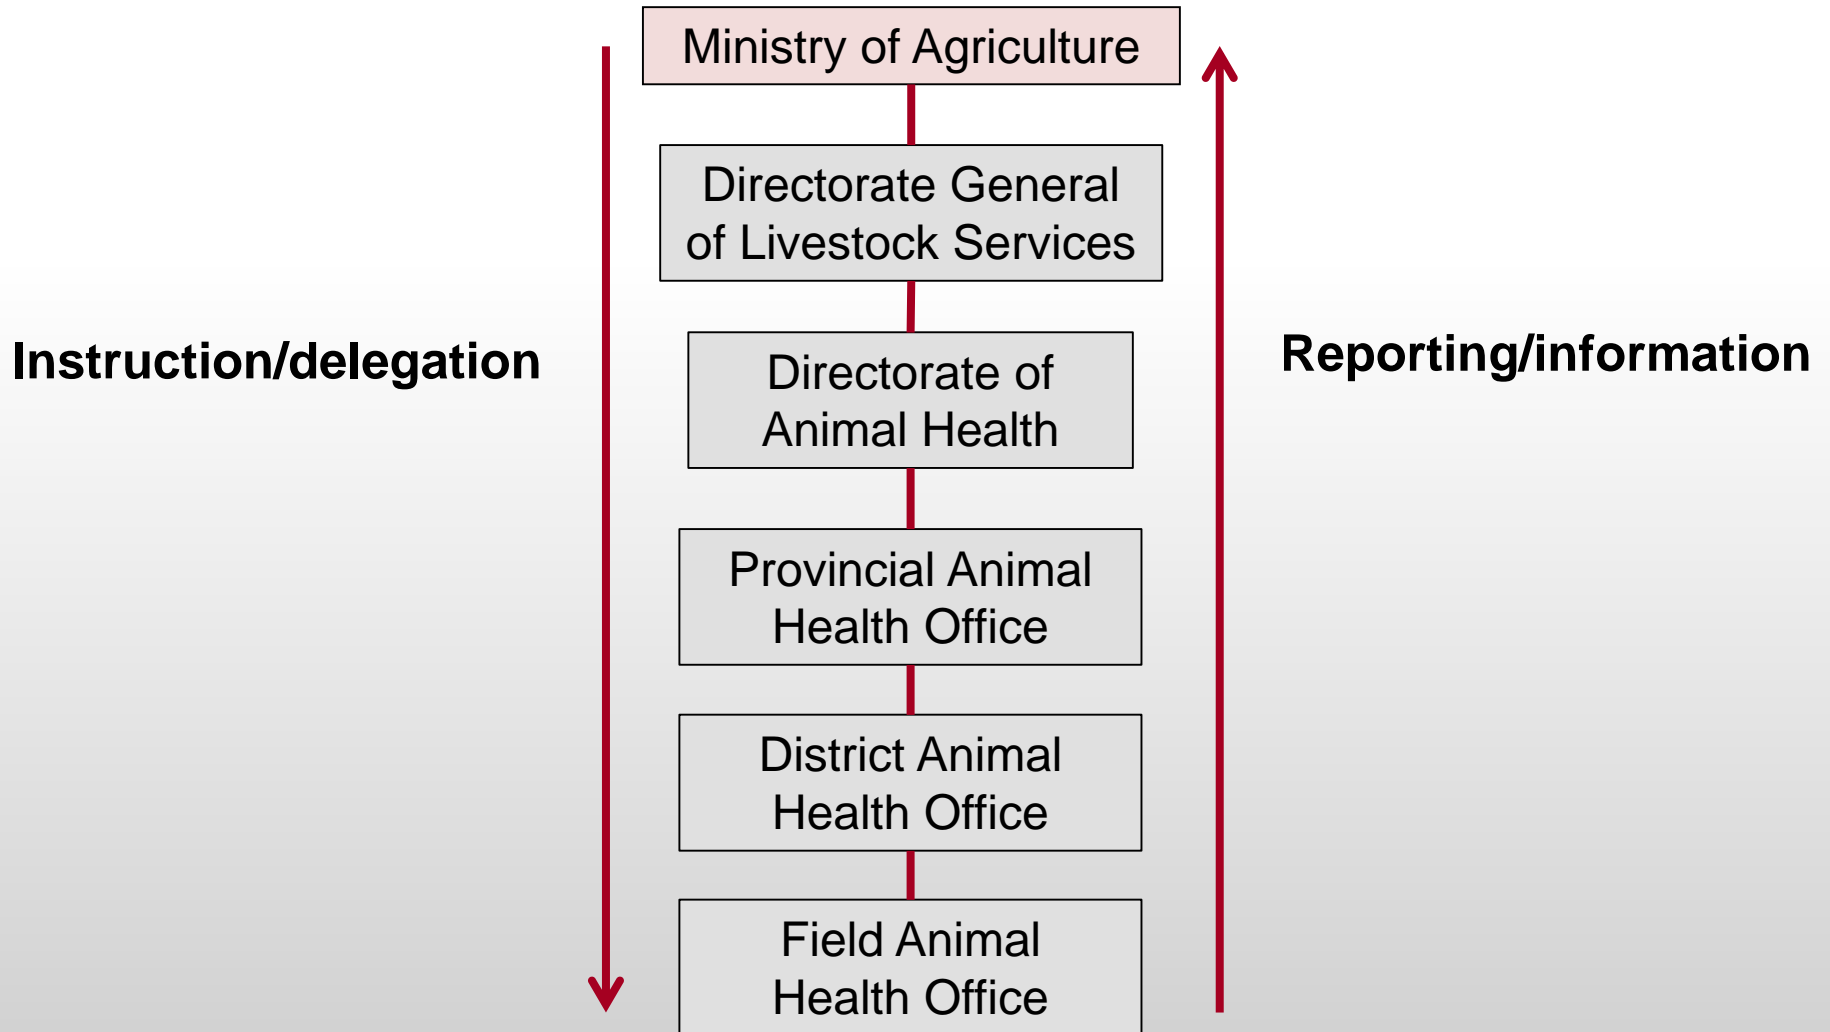 Ministry of Agriculture
Directorate General
of Livestock Services
Instruction/delegation
Reporting/information
Directorate of
Animal Health
Provincial Animal
Health Office
District Animal
Health Office
Field Animal
Health Office